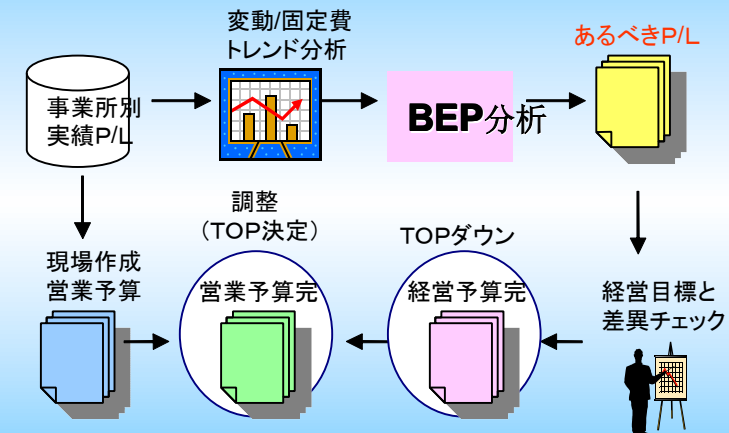 変動/固定費
トレンド分析
あるべきP/L
事業所別
実績P/L
BEP分析
調整
（TOP決定）
TOPダウン
現場作成
営業予算
営業予算完
経営予算完
経営目標と
差異チェック